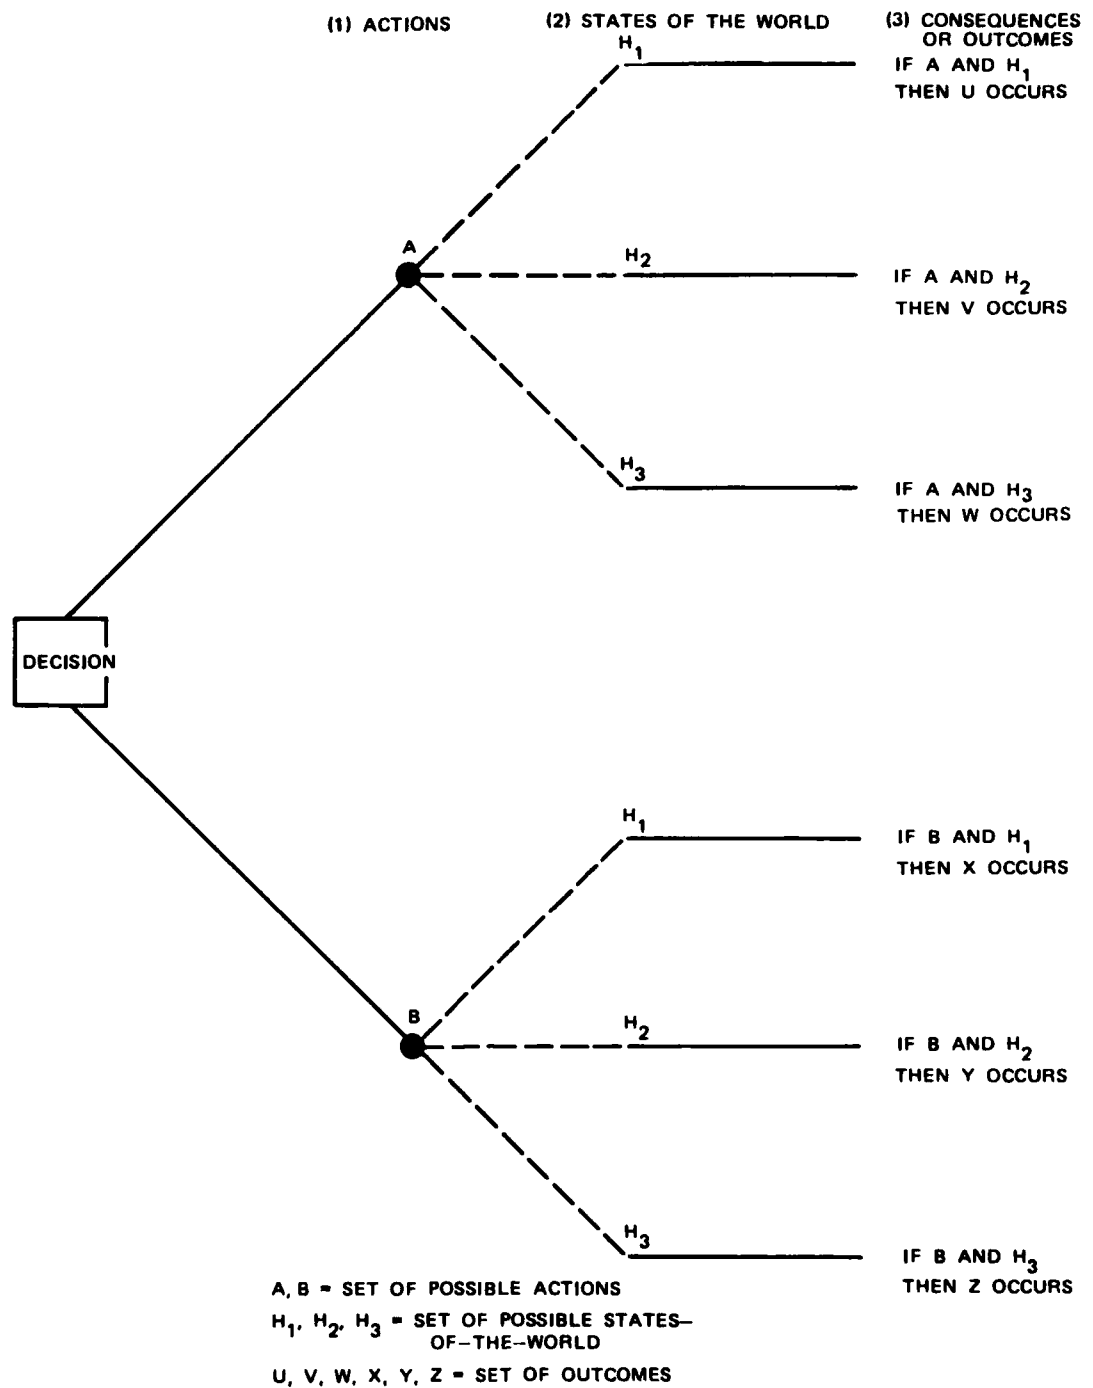 (1) ACTIONS
(2) STATES OF THE WORLD
(3) CONSEQUENCES
OR OUTCOMES
H1
IF A AND H1
THEN U OCCURS
A
H2
IF A AND H2
THEN V OCCURS
H3
IF A AND H3
THEN W OCCURS
DECISION
H1
IF B AND H1
THEN X OCCURS
B
H2
IF B AND H2
THEN Y OCCURS
H3
IF B AND H3
THEN Z OCCURS
A, B = SET OF POSSIBLE ACTIONS
H1, H2, H3 = SET OF POSSIBLE STATES–
OF–THE–WORLD
U, V, W, X, Y, Z = SET OF OUTCOMES